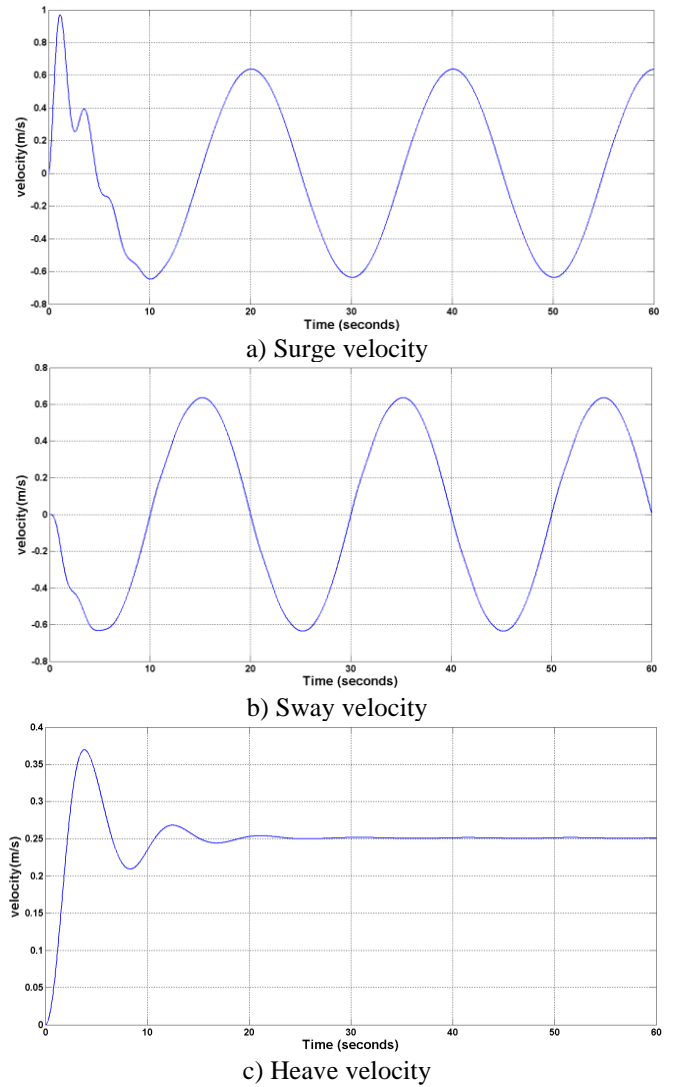 1
0.8
0.6
0.4
0.2
0
-0.2
-0.4
-0.6
-0.8
velocity(m/s)
0 10 20 30 40 50 60
Time (seconds)
a) Surge velocity
0.8
0.6
0.4
0.2
0
-0.2
-0.4
-0.6
-0.8
velocity(m/s)
0 10 20 30 40 50 60
Time (seconds)
b) Sway velocity
0.4
0.35
0.3
0.25
0.2
0.15
0.1
0.05
0
velocity(m/s)
0 10 20 30 40 50 60
Time (seconds)
c) Heave velocity